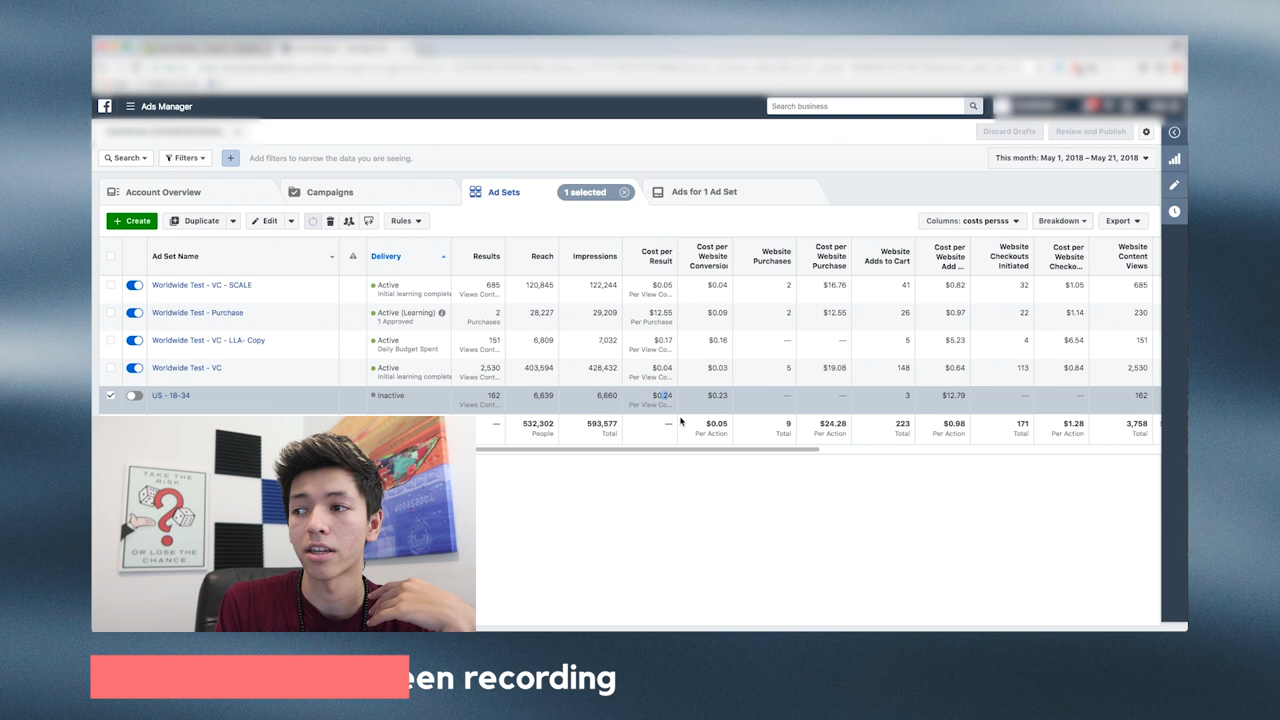 Ads Manager
Search business
Discard Drafts
Review and Publish
Search
Filters
Add filters to narrow the data you are seeing.
This month: May 1, 2018 – May 21, 2018
Account Overview
Campaigns
Ad Sets
1 selected
Ads for 1 Ad Set
+ Create
Duplicate
Edit
Rules
Columns: costs persss
Breakdown
Export
Ad Set Name Delivery Results Reach Impressions Cost per Result Cost per Website Conversion Website Purchases Cost per Website Purchase Website Adds to Cart Cost per Website Add ... Website Checkouts Initiated Cost per Website Checko... Website Content Views
Worldwide Test - VC - SCALE Active 685 120,845 122,244 $0.05 $0.04 2 $16.76 41 $0.82 32 $1.05 685
Initial learning complete Views Cont... Per View Co...
Worldwide Test - Purchase Active (Learning) 2 28,227 29,209 $12.55 $0.09 2 $12.55 26 $0.97 22 $1.14 230
1 Approved Purchases Per Purchase
Worldwide Test - VC - LLA- Copy Active 151 6,809 7,032 $0.17 $0.16 — — 5 $5.23 4 $6.54 151
Daily Budget Spent Views Cont... Per View Co...
Worldwide Test - VC Active 2,530 403,594 428,432 $0.04 $0.03 5 $19.08 148 $0.64 113 $0.84 2,530
Initial learning complete Views Cont... Per View Co...
US - 18-34 Inactive 162 6,639 6,660 $0.24 $0.23 — — 3 $12.79 — — 162
Views Cont... Per View Co...
— 532,302 593,577 — $0.05 9 $24.28 223 $0.98 171 $1.28 3,758
People Total Per Action Total Per Action Total Per Action Total Per Action Total
TAKE THE
RISK
OR LOSE THE
CHANCE
een recording